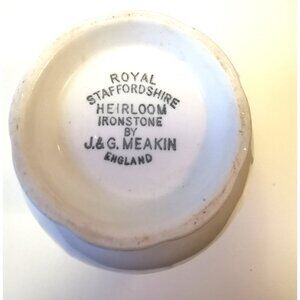 ROYAL
STAFFORDSHIRE
HEIRLOOM
IRONSTONE
BY
J.&G. MEAKIN
ENGLAND